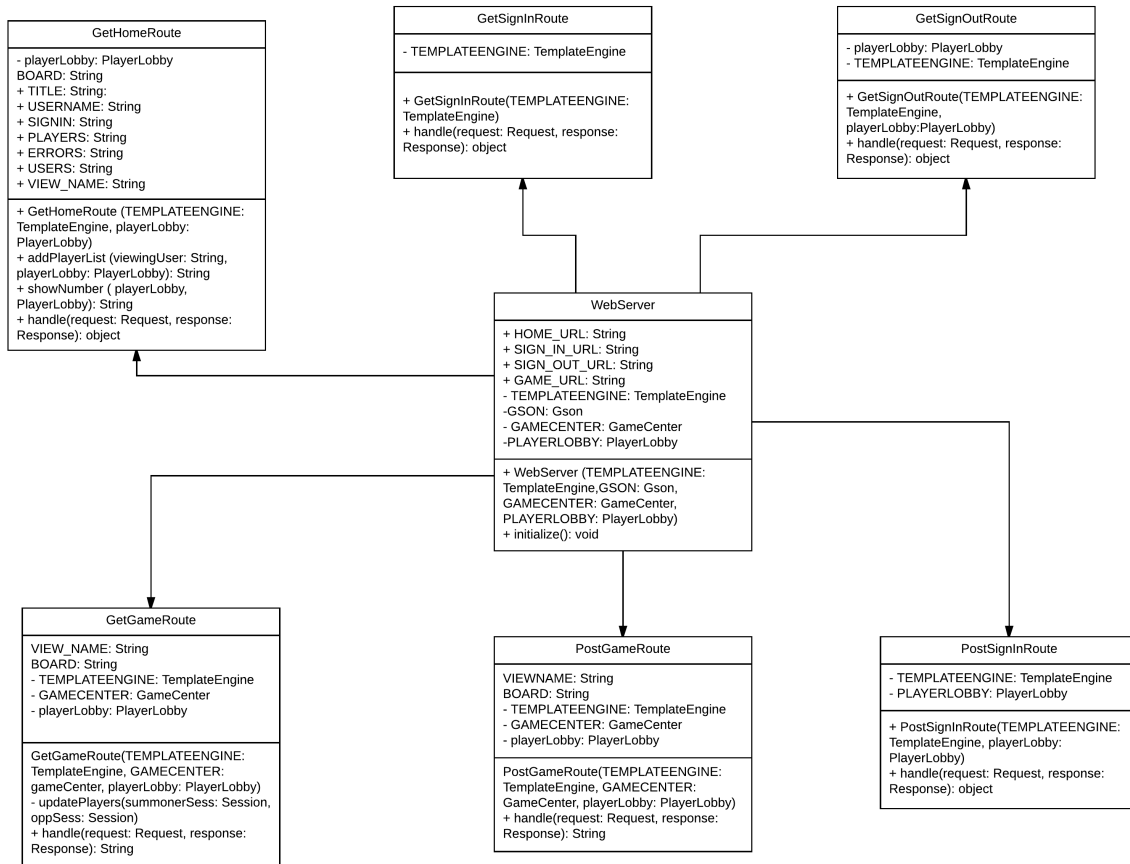 GetHomeRoute
- playerLobby: PlayerLobby
BOARD: String
+ TITLE: String:
+ USERNAME: String
+ SIGNIN: String
+ PLAYERS: String
+ ERRORS: String
+ USERS: String
+ VIEW_NAME: String
+ GetHomeRoute (TEMPLATEENGINE:
TemplateEngine, playerLobby:
PlayerLobby)
+ addPlayerList (viewingUser: String,
playerLobby: PlayerLobby): String
+ showNumber ( playerLobby,
PlayerLobby): String
+ handle(request: Request, response:
Response): object
GetSignInRoute
- TEMPLATEENGINE: TemplateEngine
+ GetSignInRoute(TEMPLATEENGINE:
TemplateEngine)
+ handle(request: Request, response:
Response): object
GetSignOutRoute
- playerLobby: PlayerLobby
- TEMPLATEENGINE: TemplateEngine
+ GetSignOutRoute(TEMPLATEENGINE:
TemplateEngine,
playerLobby:PlayerLobby)
+ handle(request: Request, response:
Response): object
WebServer
+ HOME_URL: String
+ SIGN_IN_URL: String
+ SIGN_OUT_URL: String
+ GAME_URL: String
- TEMPLATEENGINE: TemplateEngine
-GSON: Gson
- GAMECENTER: GameCenter
-PLAYERLOBBY: PlayerLobby
+ WebServer (TEMPLATEENGINE:
TemplateEngine,GSON: Gson,
GAMECENTER: GameCenter,
PLAYERLOBBY: PlayerLobby)
+ initialize(): void
GetGameRoute
VIEW_NAME: String
BOARD: String
- TEMPLATEENGINE: TemplateEngine
- GAMECENTER: GameCenter
- playerLobby: PlayerLobby
GetGameRoute(TEMPLATEENGINE:
TemplateEngine, GAMECENTER:
gameCenter, playerLobby: PlayerLobby)
- updatePlayers(summonerSess: Session,
oppSess: Session)
+ handle(request: Request, response:
Response): String
PostGameRoute
VIEWNAME: String
BOARD: String
- TEMPLATEENGINE: TemplateEngine
- GAMECENTER: GameCenter
- playerLobby: PlayerLobby
PostGameRoute(TEMPLATEENGINE:
TemplateEngine, GAMECENTER:
GameCenter, playerLobby: PlayerLobby)
+ handle(request: Request, response:
Response): String
PostSignInRoute
- TEMPLATEENGINE: TemplateEngine
- PLAYERLOBBY: PlayerLobby
+ PostSignInRoute(TEMPLATEENGINE:
TemplateEngine, playerLobby:
PlayerLobby)
+ handle(request: Request, response:
Response): object